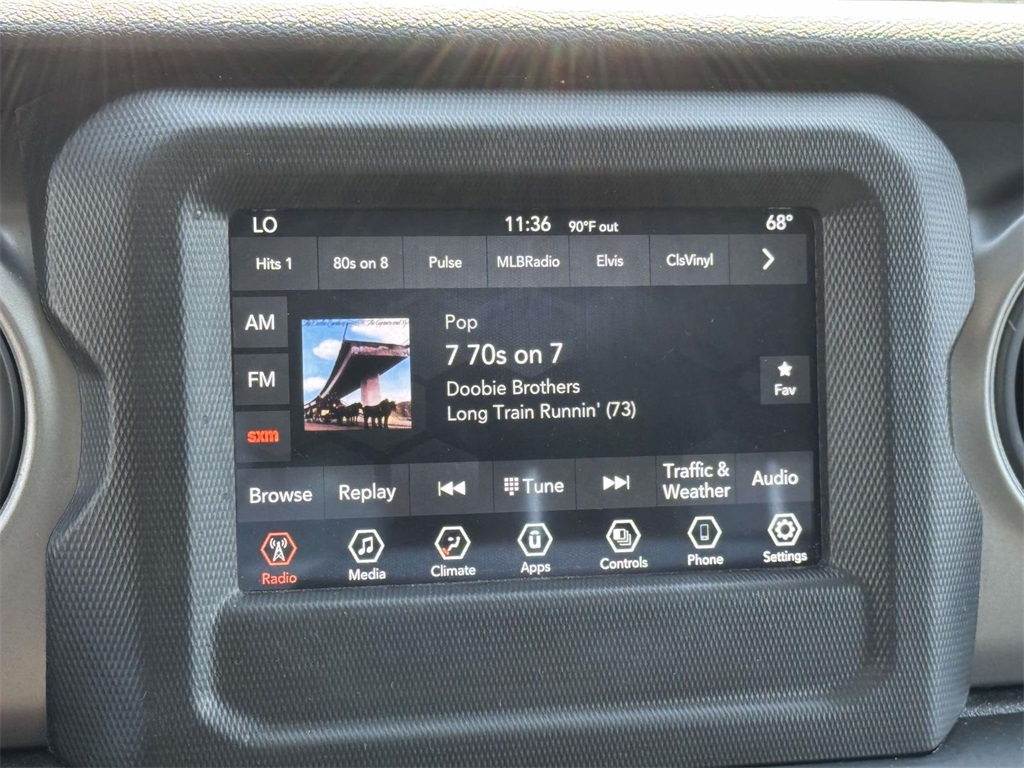 LO 11:36 90°F out 68°
Hits 1 80s on 8 Pulse MLBRadio Elvis ClsVinyl
AM
FM
sxm
Pop
7 70s on 7
Doobie Brothers
Long Train Runnin' (73)
Fav
Browse Replay Tune Traffic & Weather Audio
Radio Media Climate Apps Controls Phone Settings